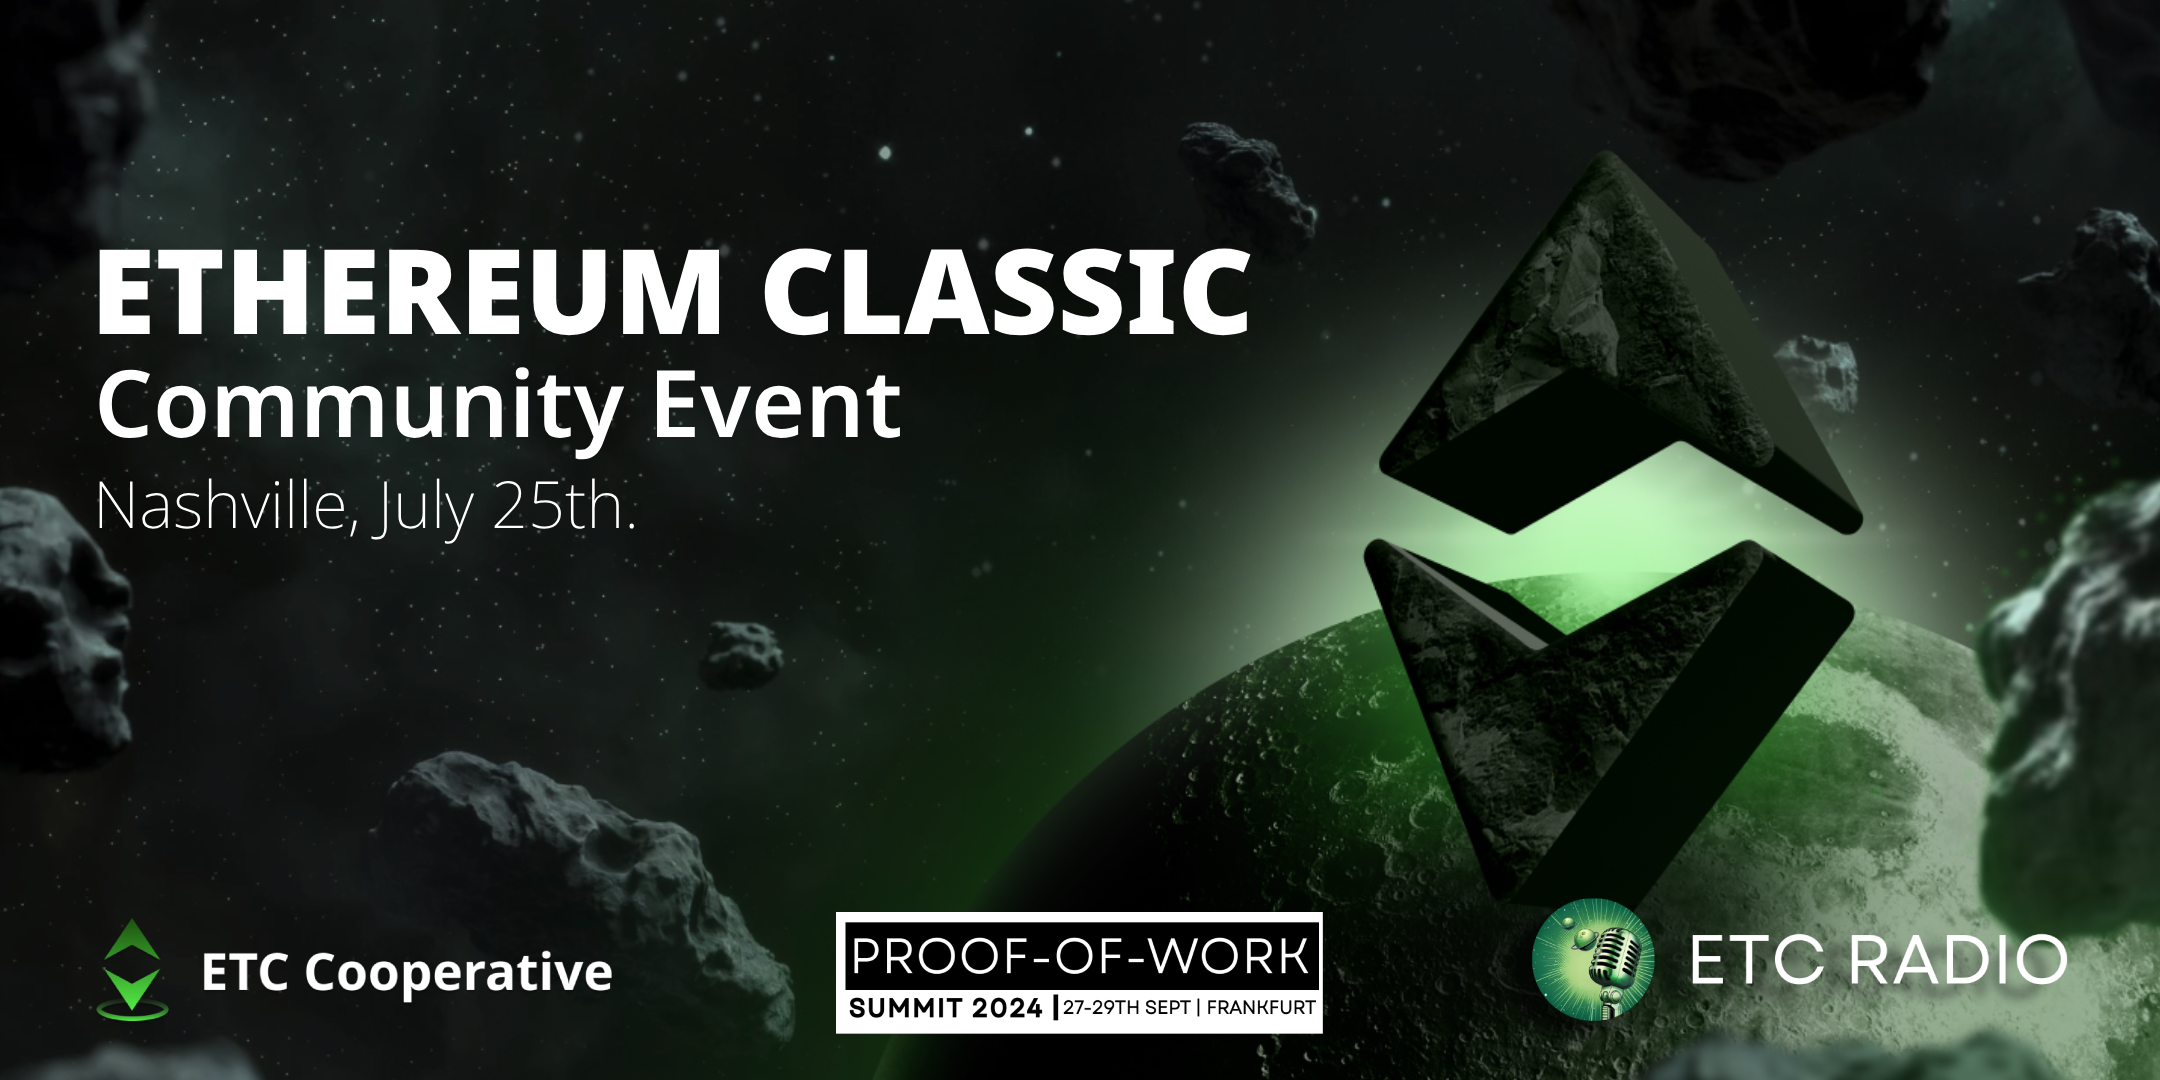 ETHEREUM CLASSIC
Community Event
Nashville, July 25th.
ETC Cooperative
PROOF-OF-WORK
SUMMIT 2024 | 27-29TH SEPT | FRANKFURT
ETC RADIO